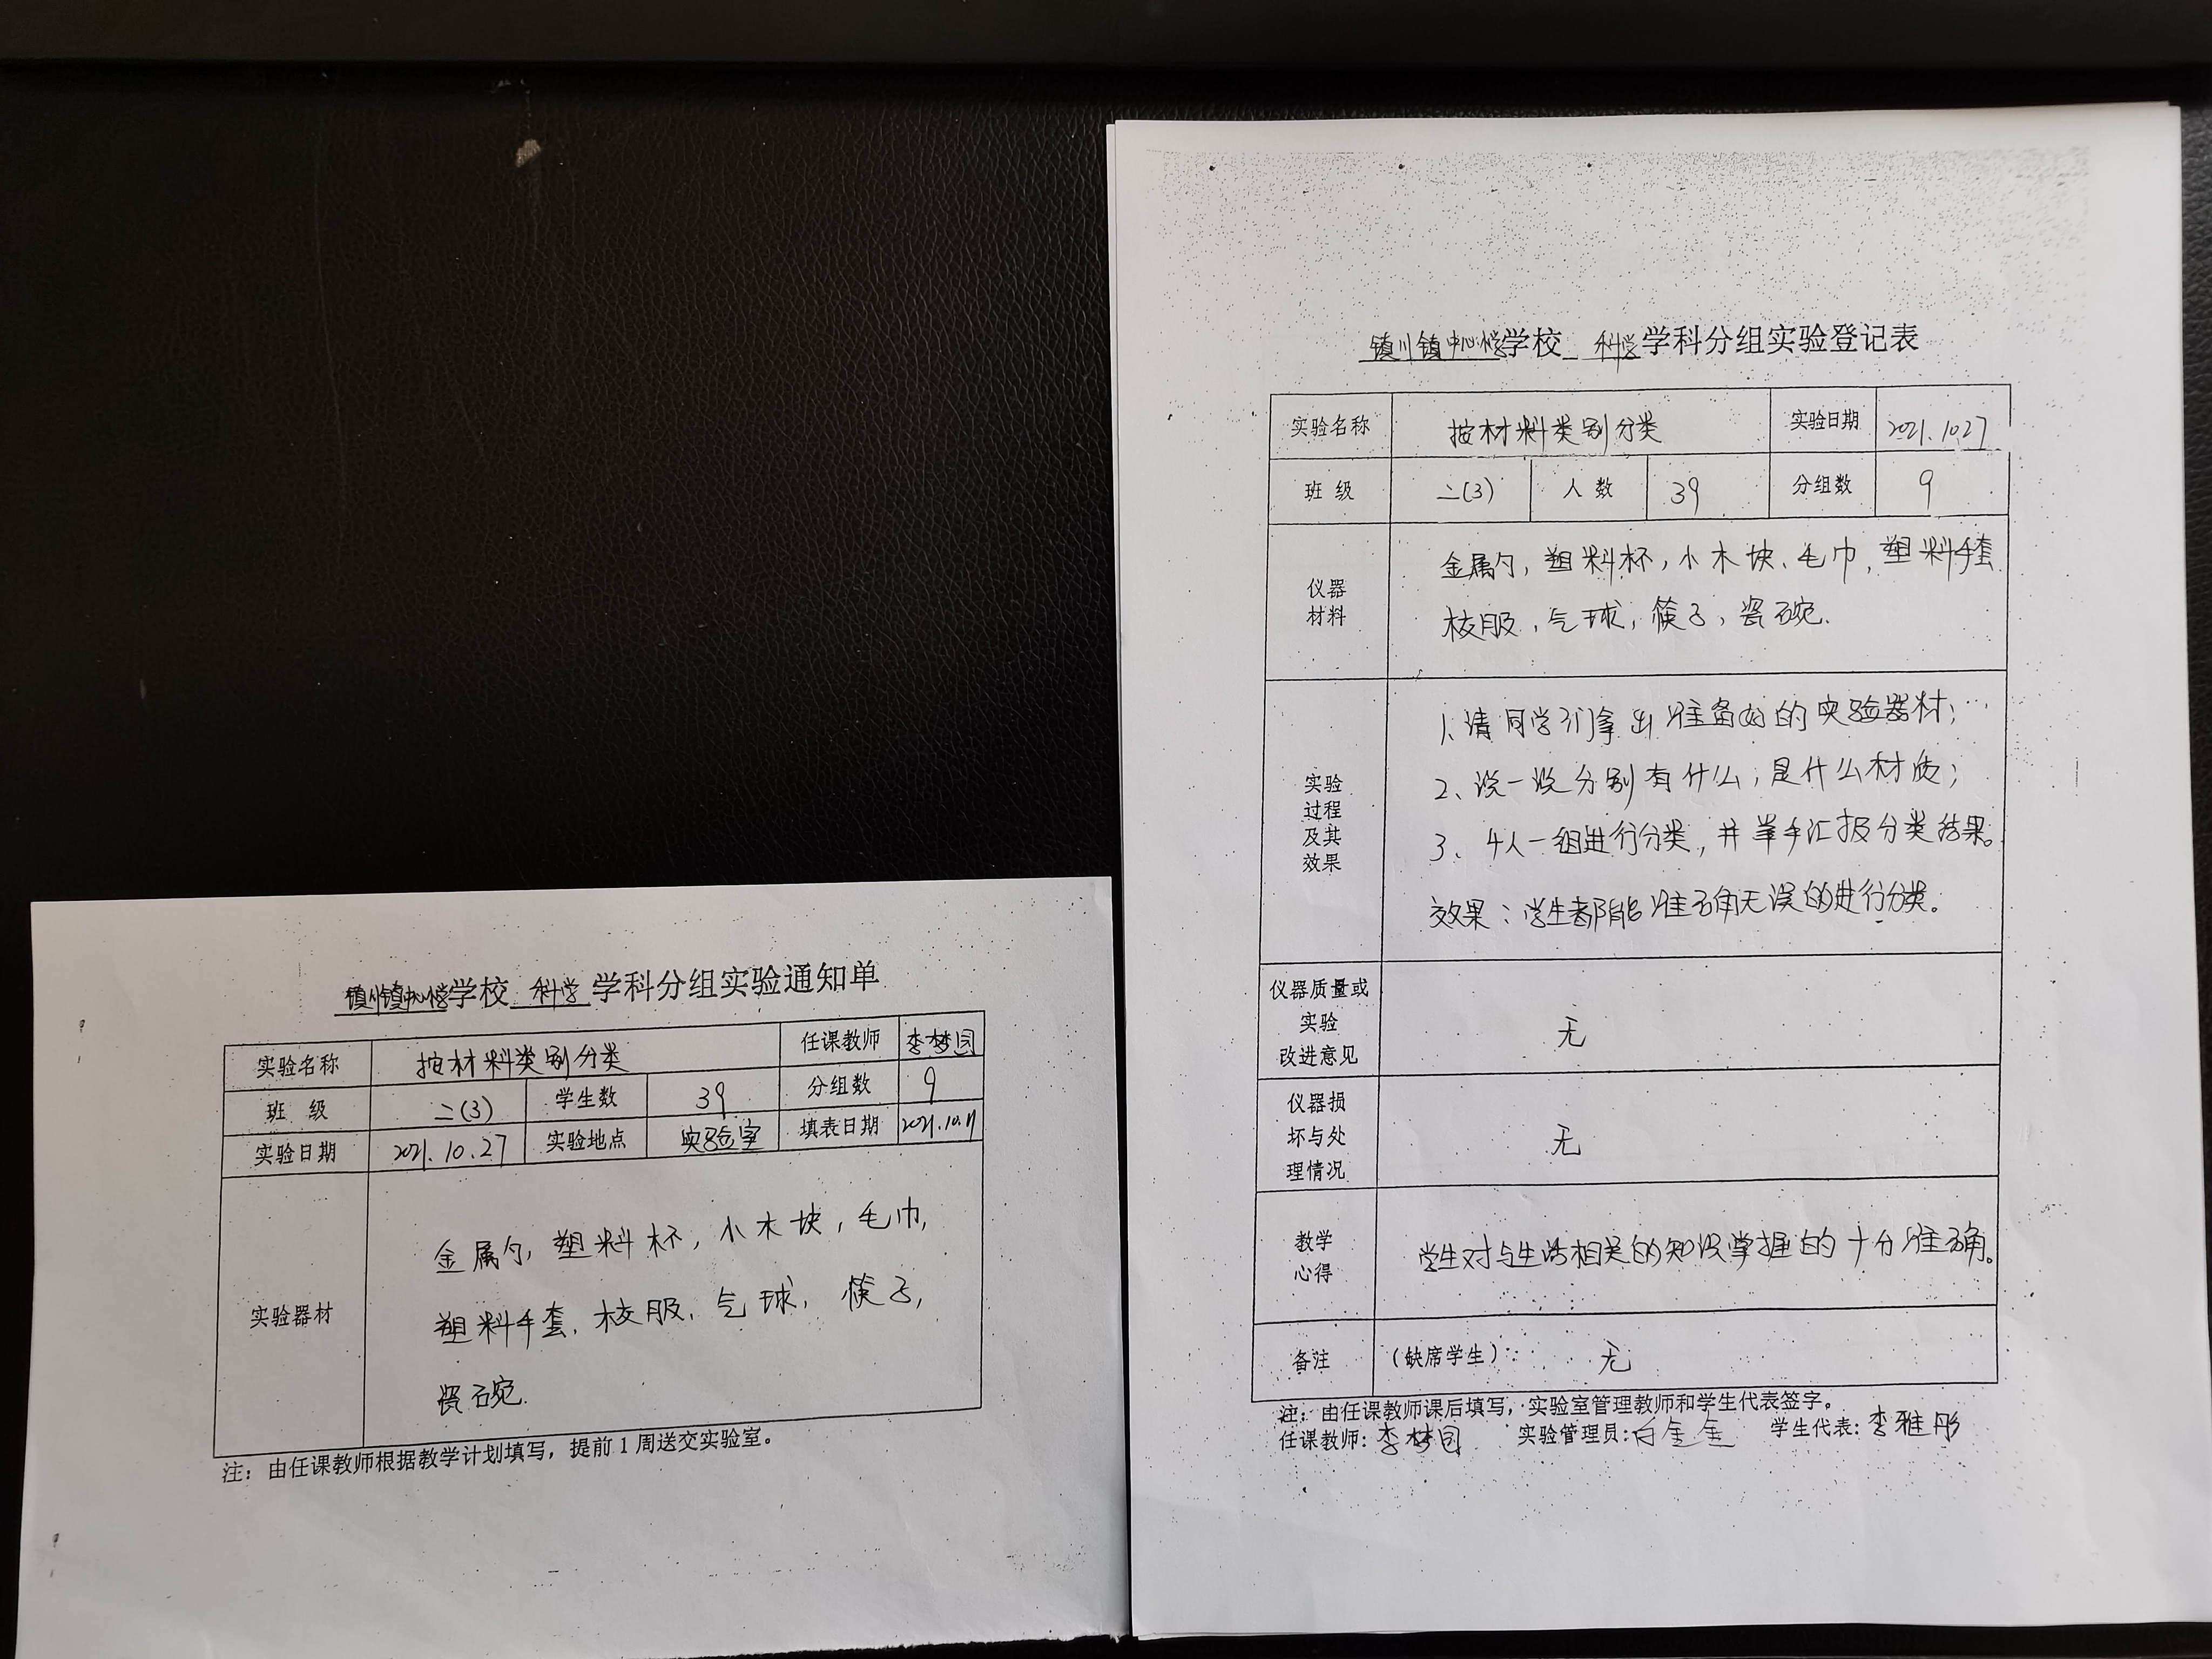 镇川镇中心小学学校 科学 学科分组实验通知单
实验名称 按材料类别分类 任课教师 李梦园
班 级 二(3) 学生数 39 分组数 9
实验日期 2021.10.27 实验地点 实验室 填表日期
实验器材
金属勺, 塑料杯, 小木块, 毛巾,
塑料手套, 校服, 气球, 筷子,
瓷碗.
注：由任课教师根据教学计划填写，提前1周送交实验室。
镇川镇中心小学学校 科学 学科分组实验登记表
实验名称 按材料类别分类 实验日期 2021.10.27
班 级 二(3) 人 数 39 分组数 9
仪器
材料
金属勺, 塑料杯, 小木块、毛巾, 塑料手套
校服, 气球, 筷子, 瓷碗.
实验
过程
及其
效果
1、请同学们拿出准备好的实验器材;
2、说一说分别有什么, 是什么材质;
3、4人一组进行分类, 并举手汇报分类结果。
效果: 学生都能准确无误的进行分类。
仪器质量或
实验
改进意见
无
仪器损
坏与处
理情况
无
教学
心得
学生对与生活相关的知识掌握的十分准确。
备注 (缺席学生): 无
注：由任课教师课后填写，实验室管理教师和学生代表签字。
任课教师: 李梦园 实验管理员: 白金金 学生代表: 李雅彤